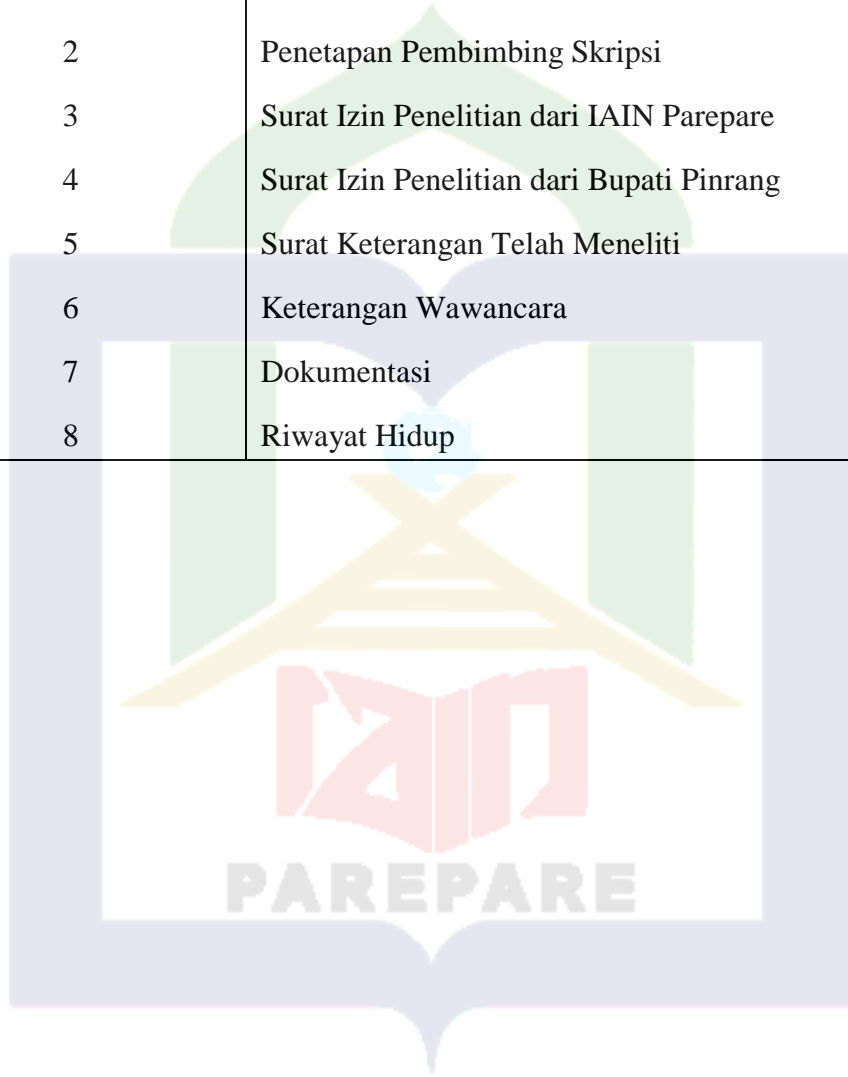 2 Penetapan Pembimbing Skripsi
3 Surat Izin Penelitian dari IAIN Parepare
4 Surat Izin Penelitian dari Bupati Pinrang
5 Surat Keterangan Telah Meneliti
6 Keterangan Wawancara
7 Dokumentasi
8 Riwayat Hidup
iain
PAREPARE